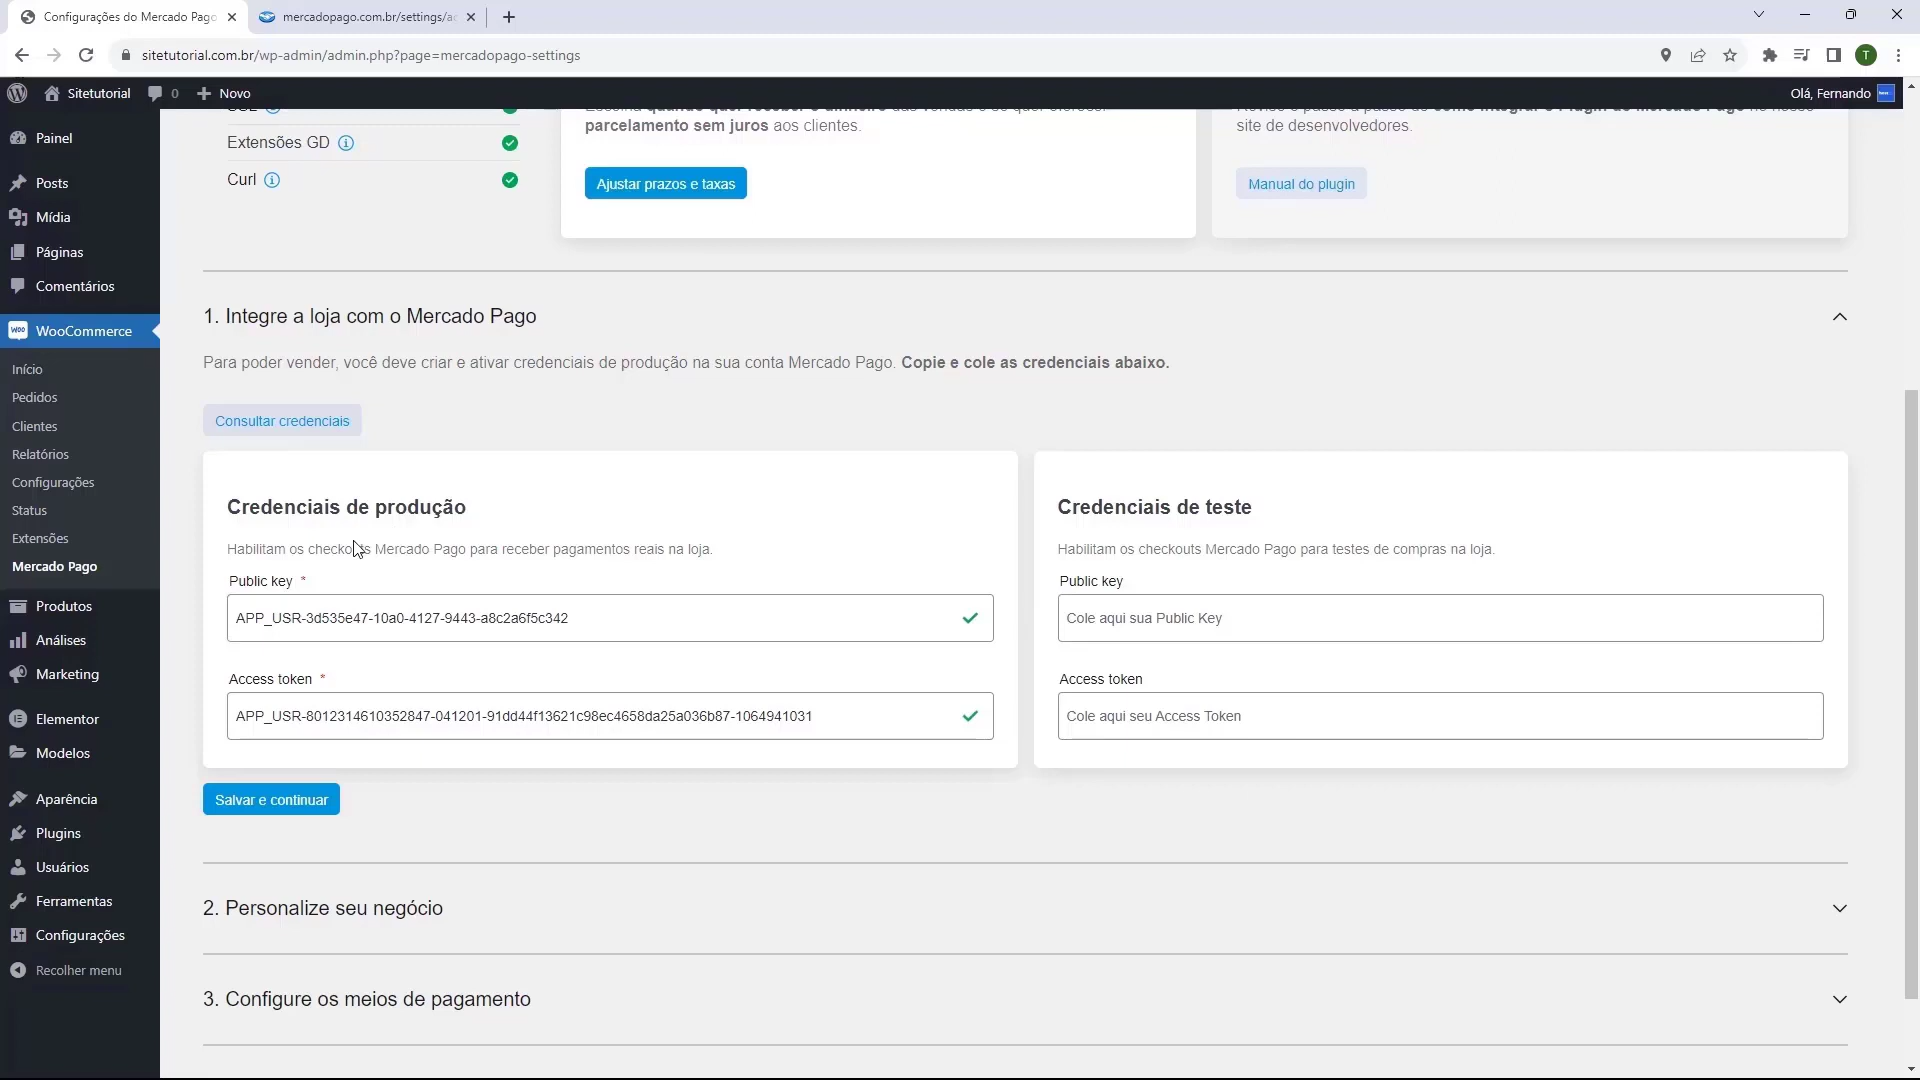 Configurações do Mercado Pago
mercadopago.com.br/settings/ac
sitetutorial.com.br/wp-admin/admin.php?page=mercadopago-settings
T
Sitetutorial
0
Novo
Olá, Fernando
Painel
Posts
Mídia
Páginas
Comentários
WooCommerce
Início
Pedidos
Clientes
Relatórios
Configurações
Status
Extensões
Mercado Pago
Produtos
Análises
Marketing
Elementor
Modelos
Aparência
Plugins
Usuários
Ferramentas
Configurações
Recolher menu
SSL
Extensões GD
Curl
Escolha quando quer receber o dinheiro das vendas e se quer oferecer
parcelamento sem juros aos clientes.
Ajustar prazos e taxas
Revise o passo a passo de como integrar o Plugin do Mercado Pago no nosso
site de desenvolvedores.
Manual do plugin
1. Integre a loja com o Mercado Pago
Para poder vender, você deve criar e ativar credenciais de produção na sua conta Mercado Pago. Copie e cole as credenciais abaixo.
Consultar credenciais
Credenciais de produção
Habilitam os checkouts Mercado Pago para receber pagamentos reais na loja.
Public key *
APP_USR-3d535e47-10a0-4127-9443-a8c2a6f5c342
Access token *
APP_USR-8012314610352847-041201-91dd44f13621c98ec4658da25a036b87-1064941031
Credenciais de teste
Habilitam os checkouts Mercado Pago para testes de compras na loja.
Public key
Cole aqui sua Public Key
Access token
Cole aqui seu Access Token
Salvar e continuar
2. Personalize seu negócio
3. Configure os meios de pagamento